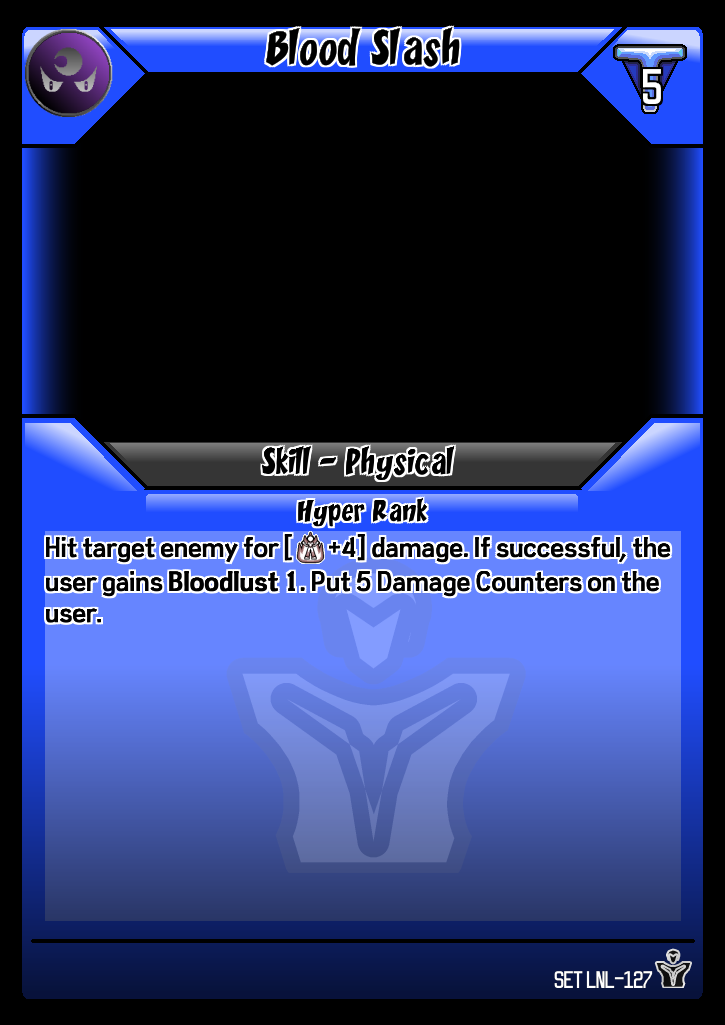 Blood Slash
5
Skill - Physical
Hyper Rank
Hit target enemy for [ +4] damage. If successful, the
user gains Bloodlust 1. Put 5 Damage Counters on the
user.
SET LNL-127